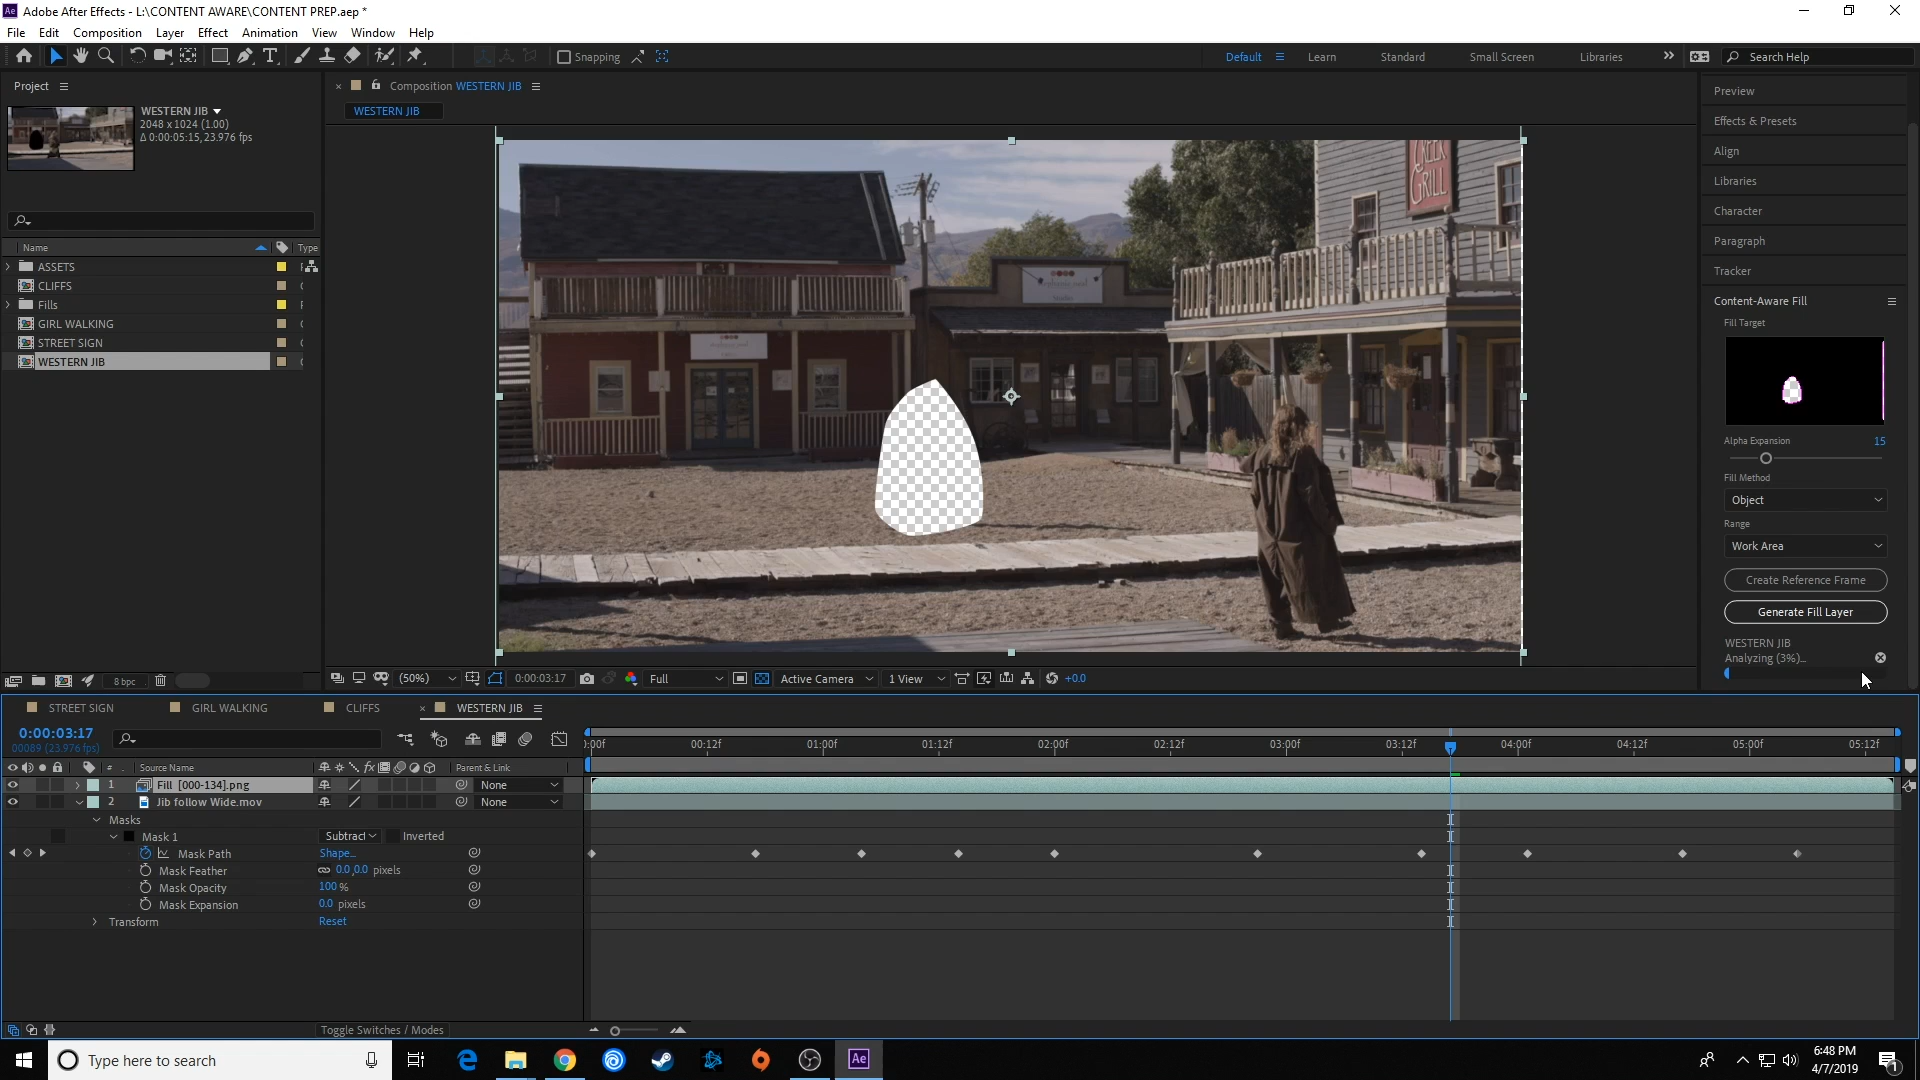 Adobe After Effects - L:\CONTENT AWARE\CONTENT PREP.aep *
File Edit Composition Layer Effect Animation View Window Help
Snapping
Default Learn Standard Small Screen Libraries Search Help
Project
Composition WESTERN JIB
WESTERN JIB
WESTERN JIB
2048 x 1024 (1.00)
Δ 0:00:05:15, 23.976 fps
Name Type
ASSETS
CLIFFS
Fills
GIRL WALKING
STREET SIGN
WESTERN JIB
8 bpc
CREEK
GRILL
(50%) 0:00:03:17 Full Active Camera 1 View +0.0
Preview
Effects & Presets
Align
Libraries
Character
Paragraph
Tracker
Content-Aware Fill
Fill Target
Alpha Expansion 15
Fill Method
Object
Range
Work Area
Create Reference Frame
Generate Fill Layer
WESTERN JIB
Analyzing (3%)...
STREET SIGN GIRL WALKING CLIFFS WESTERN JIB
0:00:03:17
00089 (23.976 fps)
:00f 00:12f 01:00f 01:12f 02:00f 02:12f 03:00f 03:12f 04:00f 04:12f 05:00f 05:12f
# Source Name fx Parent & Link
1 Fill_[000-134].png None
2 Jib follow Wide.mov None
Masks
Mask 1 Subtract Inverted
Mask Path Shape...
Mask Feather 0.0,0.0 pixels
Mask Opacity 100 %
Mask Expansion 0.0 pixels
Transform Reset
Toggle Switches / Modes
Type here to search
Ae
6:48 PM
4/7/2019
1